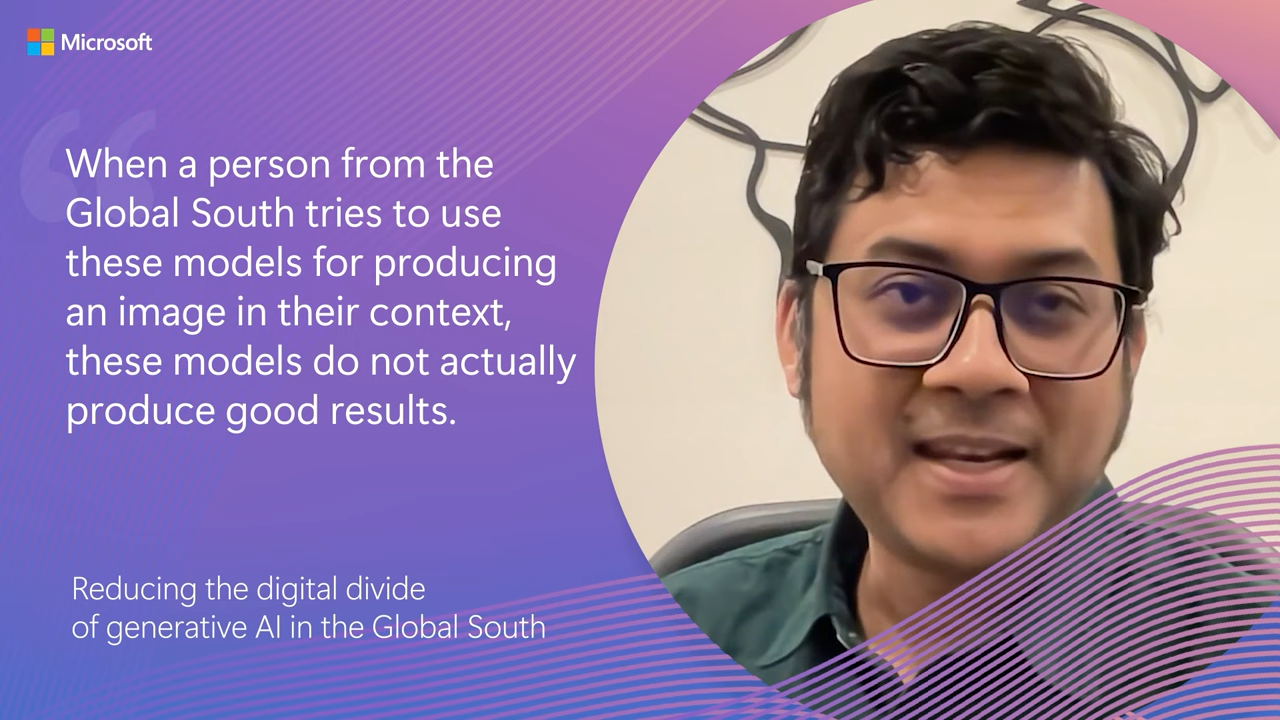 Microsoft
When a person from the
Global South tries to use
these models for producing
an image in their context,
these models do not actually
produce good results.
Reducing the digital divide
of generative AI in the Global South